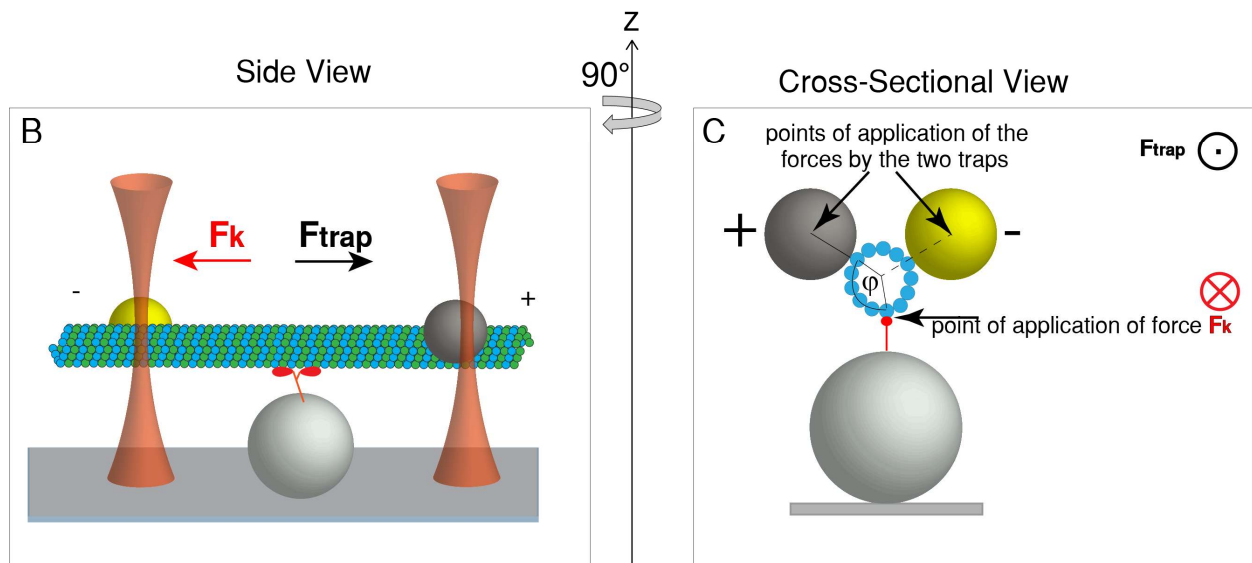 Side View
90°
Z
Cross-Sectional View
B
Fk
Ftrap
-
+
C
points of application of the
forces by the two traps
Ftrap
+
-
φ
point of application of force Fk